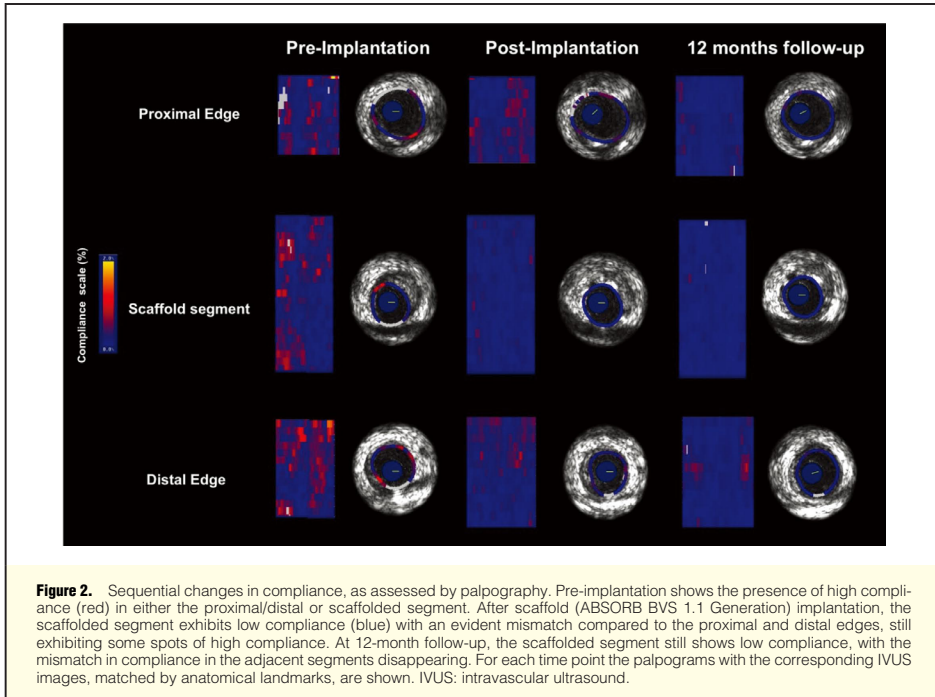 Pre-Implantation Post-Implantation 12 months follow-up
Proximal Edge
Compliance scale (%)
Scaffold segment
Distal Edge
Figure 2. Sequential changes in compliance, as assessed by palpography. Pre-implantation shows the presence of high compli-
ance (red) in either the proximal/distal or scaffolded segment. After scaffold (ABSORB BVS 1.1 Generation) implantation, the
scaffolded segment exhibits low compliance (blue) with an evident mismatch compared to the proximal and distal edges, still
exhibiting some spots of high compliance. At 12-month follow-up, the scaffolded segment still shows low compliance, with the
mismatch in compliance in the adjacent segments disappearing. For each time point the palpograms with the corresponding IVUS
images, matched by anatomical landmarks, are shown. IVUS: intravascular ultrasound.